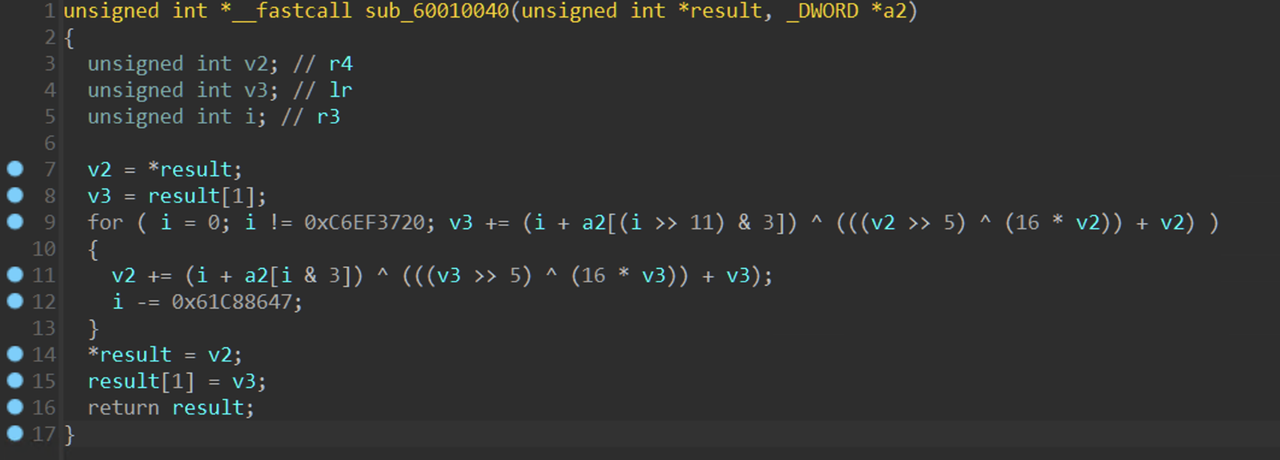 1 unsigned int *__fastcall sub_60010040(unsigned int *result, _DWORD *a2)
2 {
3   unsigned int v2; // r4
4   unsigned int v3; // lr
5   unsigned int i; // r3
6
7   v2 = *result;
8   v3 = result[1];
9   for ( i = 0; i != 0xC6EF3720; v3 += (i + a2[(i >> 11) & 3]) ^ (((v2 >> 5) ^ (16 * v2)) + v2) )
10   {
11     v2 += (i + a2[i & 3]) ^ (((v3 >> 5) ^ (16 * v3)) + v3);
12     i -= 0x61C88647;
13   }
14   *result = v2;
15   result[1] = v3;
16   return result;
17 }